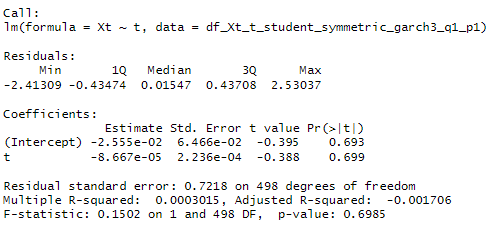 Call:
lm(formula = Xt ~ t, data = df_Xt_t_student_symmetric_garch3_q1_p1)
Residuals:
Min 1Q Median 3Q Max
-2.41309 -0.43474 0.01547 0.43708 2.53037
Coefficients:
Estimate Std. Error t value Pr(>|t|)
(Intercept) -2.555e-02 6.466e-02 -0.395 0.693
t -8.667e-05 2.236e-04 -0.388 0.699
Residual standard error: 0.7218 on 498 degrees of freedom
Multiple R-squared: 0.0003015, Adjusted R-squared: -0.001706
F-statistic: 0.1502 on 1 and 498 DF, p-value: 0.6985